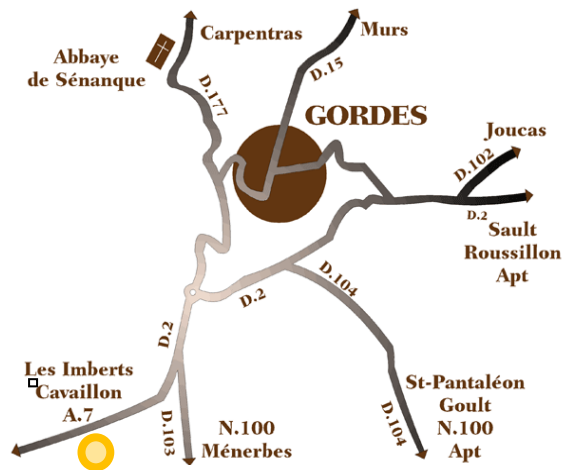 Carpentras
Murs
Abbaye
de Sénanque
D.177
D.15
GORDES
Joucas
D.102
D.2
Sault
Roussillon
Apt
D.104
D.2
D.2
Les Imberts
Cavaillon
A.7
D.103
N.100
Ménerbes
St-Pantaléon
Goult
N.100
Apt
D.104